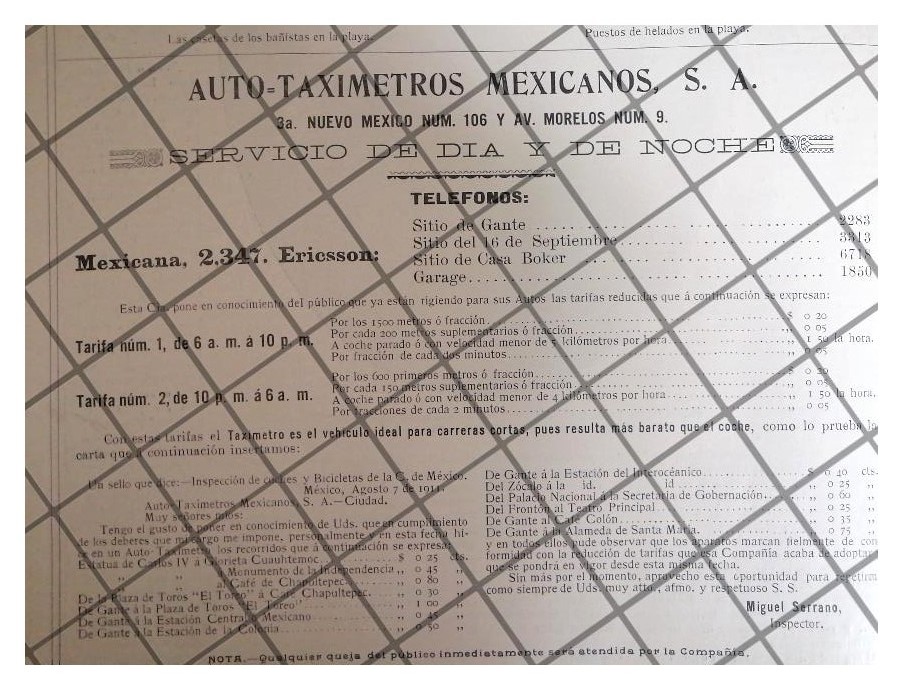 Las casetas de los bañistas en la playa.
Puestos de helados en la playa.
AUTO=TAXIMETROS MEXICANOS, S. A.
3a. NUEVO MEXICO NUM. 106 Y AV. MORELOS NUM. 9.
SERVICIO DE DIA Y DE NOCHE
TELEFONOS:
Mexicana, 2,347. Ericsson:
Sitio de Gante 2283
Sitio del 16 de Septiembre 3313
Sitio de Casa Boker 6718
Garage 1850
Esta Cía. pone en conocimiento del público que ya están rigiendo para sus Autos las tarifas reducidas que á continuación se expresan:
Tarifa núm. 1, de 6 a. m. á 10 p. m.
Por los 1500 metros ó fracción $ 0 20
Por cada 200 metros suplementarios ó fracción ,, 0 05
A coche parado ó con velocidad menor de kilómetros por hora ,, 1 50 la hora.
Por fracción de cada dos minutos ,, 0 05
Tarifa núm. 2, de 10 p. m. á 6 a. m.
Por los 600 primeros metros ó fracción $ 0 20
Por cada 150 metros suplementarios ó fracción ,, 0 05
A coche parado ó con velocidad menor de 4 kilómetros por hora ,, 1 50 la hora.
Por fracciones de cada 2 minutos ,, 0 05
Con estas tarifas el Taxímetro es el vehículo ideal para carreras cortas, pues resulta más barato que el coche, como lo prueba la
carta que á continuación insertamos:
Un sello que dice:—Inspección de coches y Bicicletas de la C. de México.
México, Agosto 7 de 1911.
Auto-Taxímetros Mexicanos, S. A.—Ciudad.
Muy señores míos:
Tengo el gusto de poner en conocimiento de Uds. que en cumplimiento
de los deberes que mi cargo me impone, personalmente y en esta fecha hi-
ce en un Auto-Taxímetro, los recorridos que á continuación se expresan:
Estatua de Carlos IV á Glorieta Cuauhtemoc $ 0 25 cts.
,, ,, á Monumento de la Independencia ,, 0 45 ,,
,, ,, al Café de Chapultepec ,, 0 80 ,,
De la Plaza de Toros "El Toreo" á Café Chapultepec. ,, 0 30 ,,
De Gante á la Plaza de Toros "El Toreo" ,, 1 00 ,,
De Gante á la Estación Central Mexicano ,, 0 45 ,,
De Gante á la Estación de la Colonia ,, 0 50 ,,
De Gante á la Estación del Interocéanico $ 0 40 cts.
Del Zócalo á la id. id ,, 0 25 ,,
Del Palacio Nacional á la Secretaría de Gobernación ,, 0 60 ,,
Del Frontón al Teatro Principal ,, 0 25 ,,
De Gante al Café Colón ,, 0 35 ,,
De Gante á la Alameda de Santa María ,, 0 75 ,,
y en todos ellos pude observar que los aparatos marcan fielmente de con-
formidad con la reducción de tarifas que esa Compañía acaba de adoptar
que se pondrá en vigor desde esta misma fecha.
Sin más por el momento, aprovecho esta oportunidad para repetirme
como siempre de Uds. muy atto., afmo. y respetuoso S. S.
Miguel Serrano,
Inspector.
NOTA.—Cualquier queja del público inmediatamente será atendida por la Compañía.